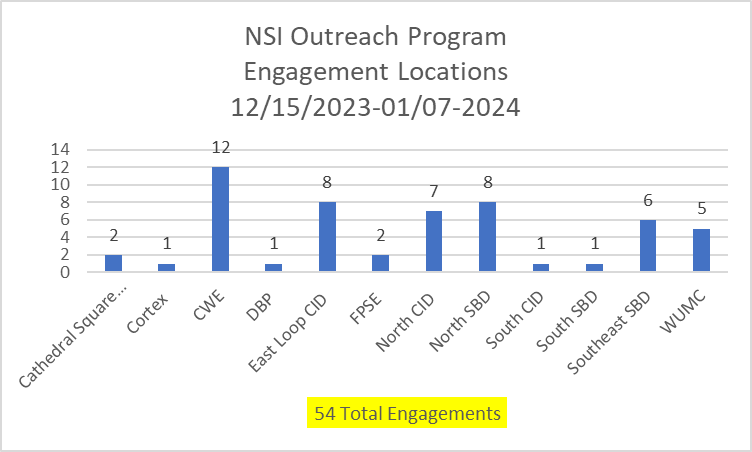 NSI Outreach Program
Engagement Locations
12/15/2023-01/07-2024
14
12
10
8
6
4
2
0
2
1
12
1
8
2
7
8
1
1
6
5
Cathedral Square...
Cortex
CWE
DBP
East Loop CID
FPSE
North CID
North SBD
South CID
South SBD
Southeast SBD
WUMC
54 Total Engagements